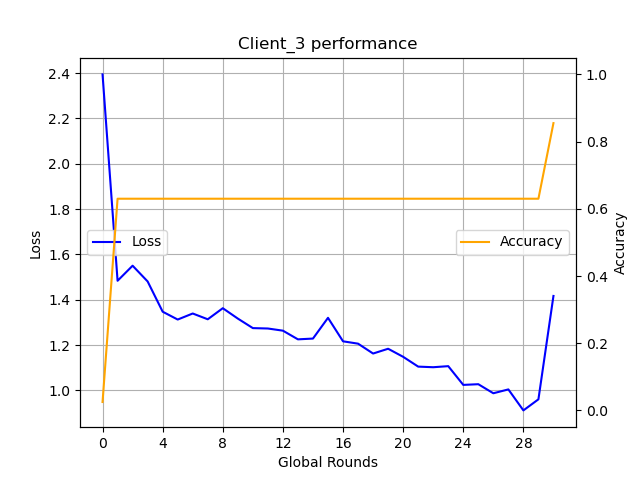 Client_3 performance
2.4
2.2
2.0
1.8
1.6
1.4
1.2
1.0
Loss
Loss
Accuracy
1.0
0.8
0.6
0.4
0.2
0.0
Accuracy
0 4 8 12 16 20 24 28
Global Rounds